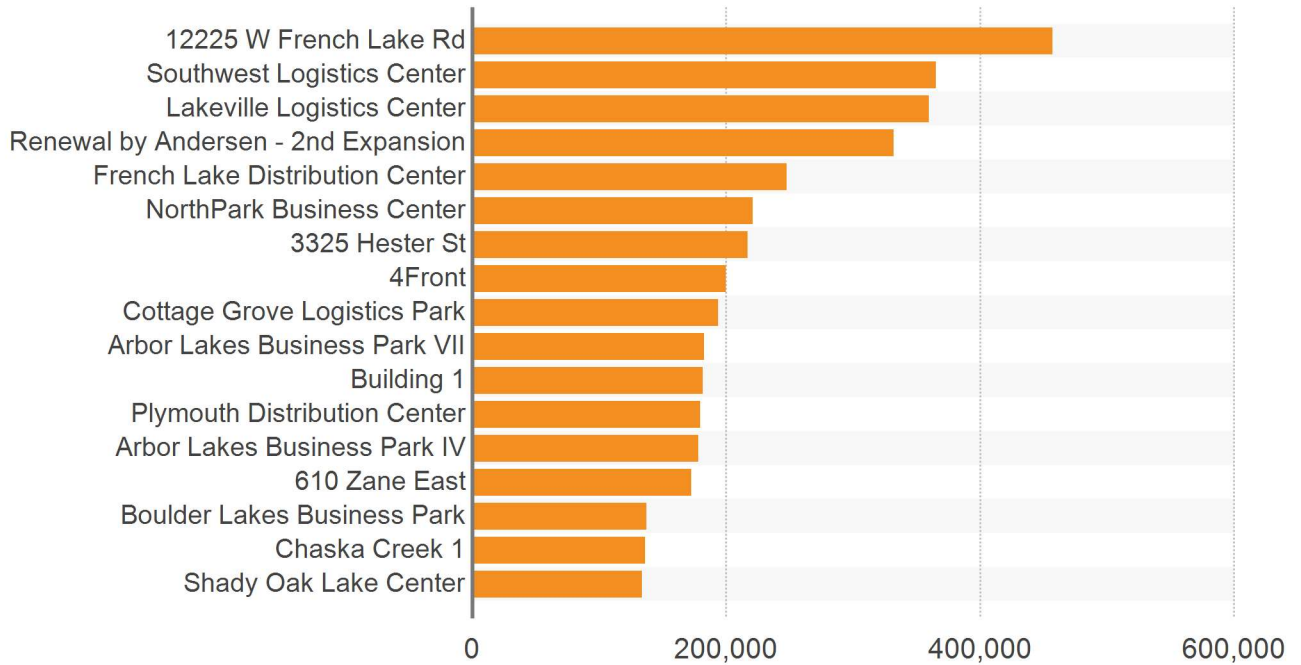 12225 W French Lake Rd
Southwest Logistics Center
Lakeville Logistics Center
Renewal by Andersen - 2nd Expansion
French Lake Distribution Center
NorthPark Business Center
3325 Hester St
4Front
Cottage Grove Logistics Park
Arbor Lakes Business Park VII
Building 1
Plymouth Distribution Center
Arbor Lakes Business Park IV
610 Zane East
Boulder Lakes Business Park
Chaska Creek 1
Shady Oak Lake Center
0 200,000 400,000 600,000